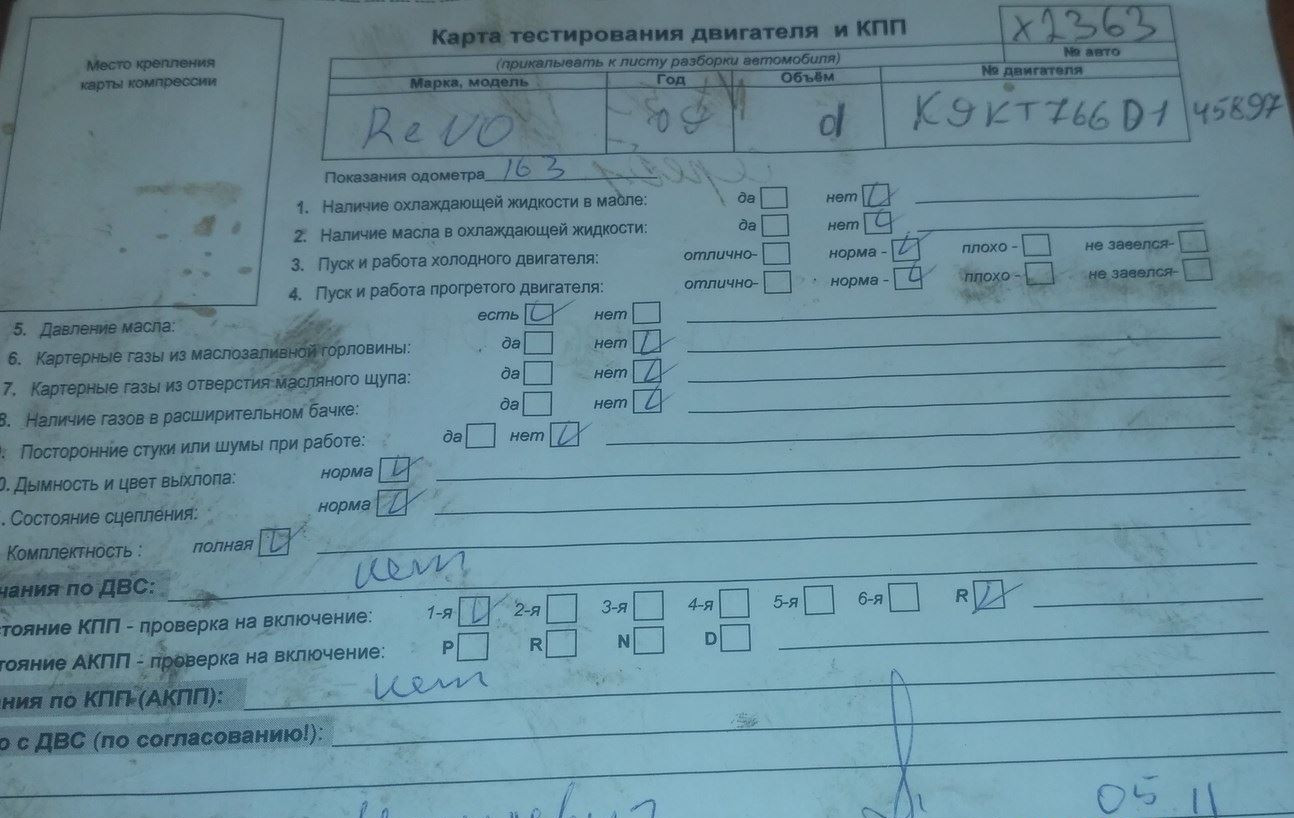 Карта тестирования двигателя и КПП
x2363
Место крепления
карты компрессии
(прикалывать к листу разборки автомобиля)
№ авто
Марка, модель Год Объём № двигателя
09 d K9KT766D1 45897
Показания одометра 163
1. Наличие охлаждающей жидкости в масле: да нет
2. Наличие масла в охлаждающей жидкости: да нет
3. Пуск и работа холодного двигателя: отлично- норма - плохо - не завелся-
4. Пуск и работа прогретого двигателя: отлично- норма - плохо - не завелся-
5. Давление масла: есть нет
6. Картерные газы из маслозаливной горловины: да нет
7. Картерные газы из отверстия масляного щупа: да нет
8. Наличие газов в расширительном бачке: да нет
. Посторонние стуки или шумы при работе: да нет
0. Дымность и цвет выхлопа: норма
. Состояние сцепления: норма
Комплектность : полная
чания по ДВС: нет
стояние КПП - проверка на включение: 1-я 2-я 3-я 4-я 5-я 6-я R
тояние АКПП - проверка на включение: P R N D
ния по КПП (АКПП): нет
о с ДВС (по согласованию!):
05 11